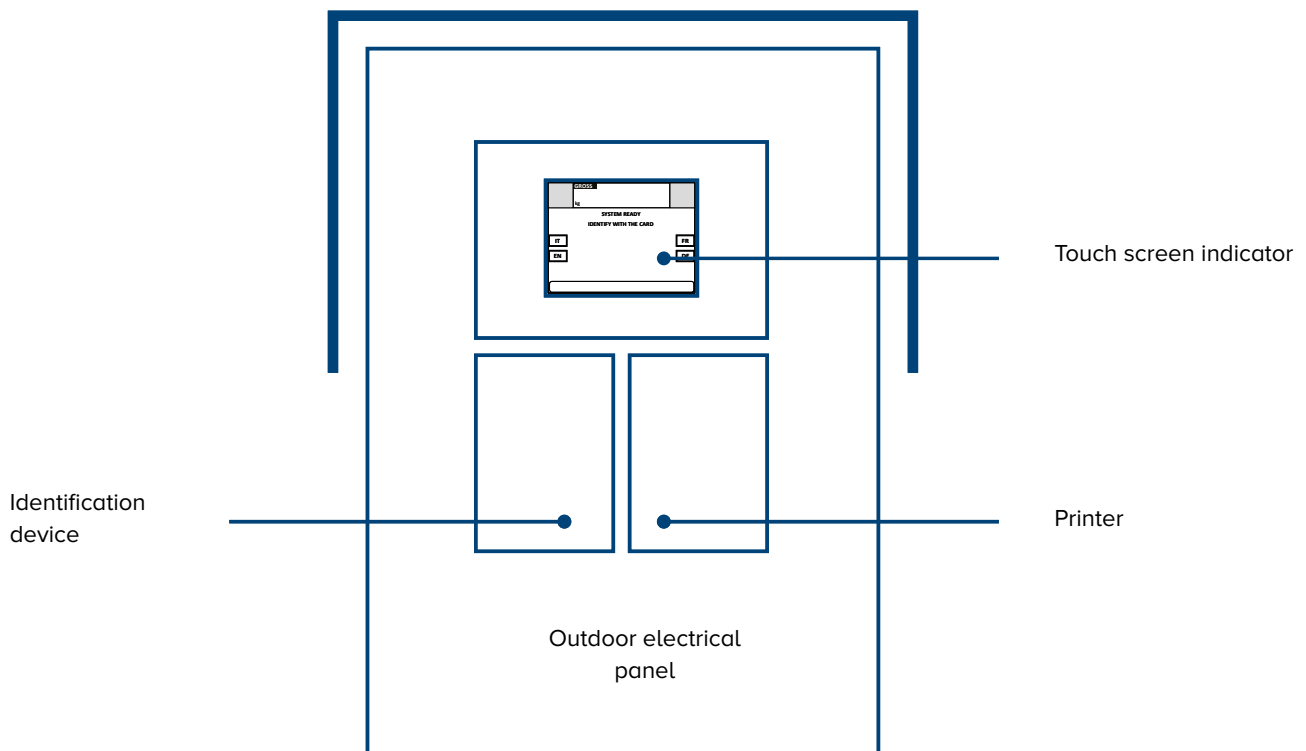 GROSS
kg
SYSTEM READY
IDENTIFY WITH THE CARD
IT
FR
EN
DE
Touch screen indicator
Identification
device
Printer
Outdoor electrical
panel